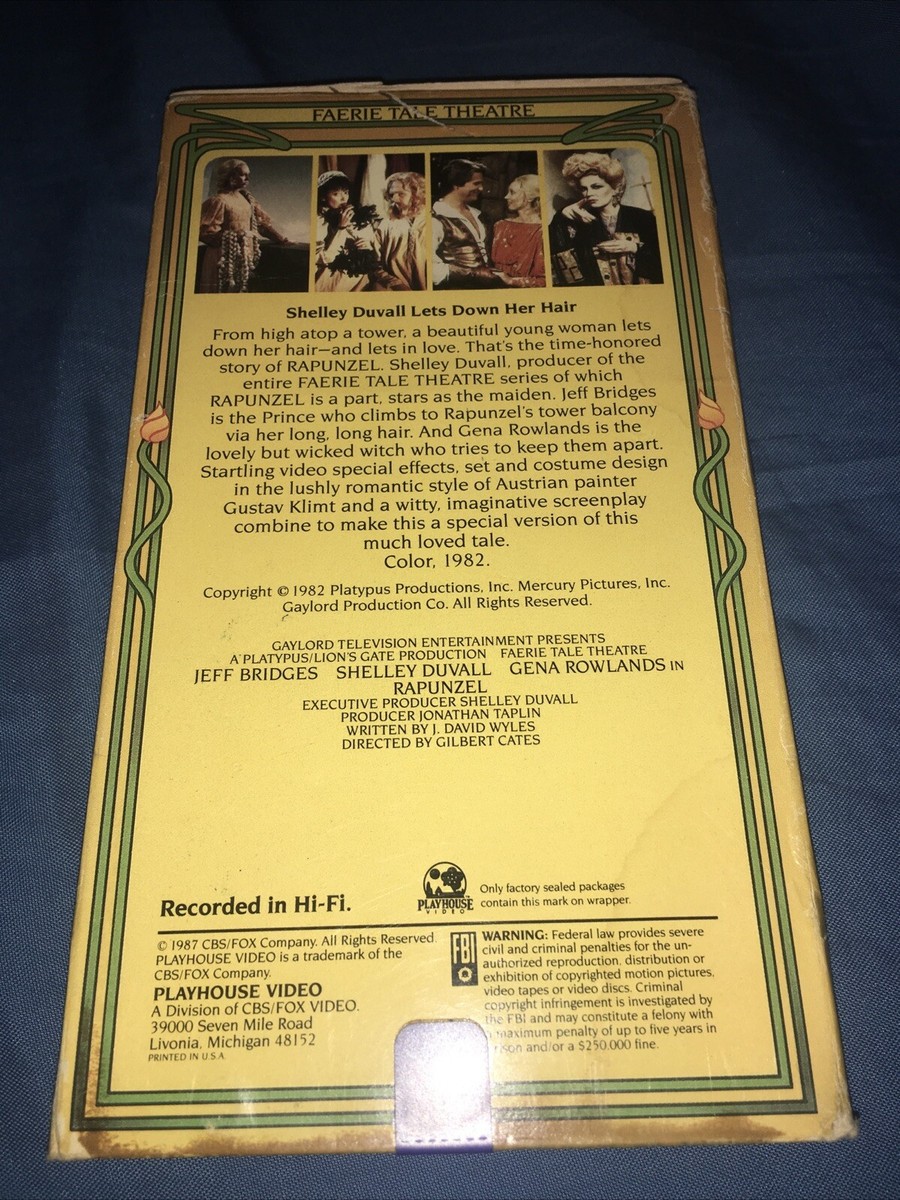 FAERIE TALE THEATRE
Shelley Duvall Lets Down Her Hair
From high atop a tower, a beautiful young woman lets
down her hair—and lets in love. That's the time-honored
story of RAPUNZEL. Shelley Duvall, producer of the
entire FAERIE TALE THEATRE series of which
RAPUNZEL is a part, stars as the maiden. Jeff Bridges
is the Prince who climbs to Rapunzel's tower balcony
via her long, long hair. And Gena Rowlands is the
lovely but wicked witch who tries to keep them apart.
Startling video special effects, set and costume design
in the lushly romantic style of Austrian painter
Gustav Klimt and a witty, imaginative screenplay
combine to make this a special version of this
much loved tale.
Color, 1982.
Copyright © 1982 Platypus Productions, Inc. Mercury Pictures, Inc.
Gaylord Production Co. All Rights Reserved.
GAYLORD TELEVISION ENTERTAINMENT PRESENTS
A PLATYPUS/LION'S GATE PRODUCTION FAERIE TALE THEATRE
JEFF BRIDGES SHELLEY DUVALL GENA ROWLANDS IN
RAPUNZEL
EXECUTIVE PRODUCER SHELLEY DUVALL
PRODUCER JONATHAN TAPLIN
WRITTEN BY J. DAVID WYLES
DIRECTED BY GILBERT CATES
Recorded in Hi-Fi.
PLAYHOUSE
VIDEO
Only factory sealed packages
contain this mark on wrapper.
© 1987 CBS/FOX Company. All Rights Reserved.
PLAYHOUSE VIDEO is a trademark of the
CBS/FOX Company.
PLAYHOUSE VIDEO
A Division of CBS/FOX VIDEO.
39000 Seven Mile Road
Livonia, Michigan 48152
PRINTED IN U.S.A.
FBI
WARNING: Federal law provides severe
civil and criminal penalties for the un-
authorized reproduction, distribution or
exhibition of copyrighted motion pictures,
video tapes or video discs. Criminal
copyright infringement is investigated by
the FBI and may constitute a felony with
maximum penalty of up to five years in
and/or a $250.000 fine.